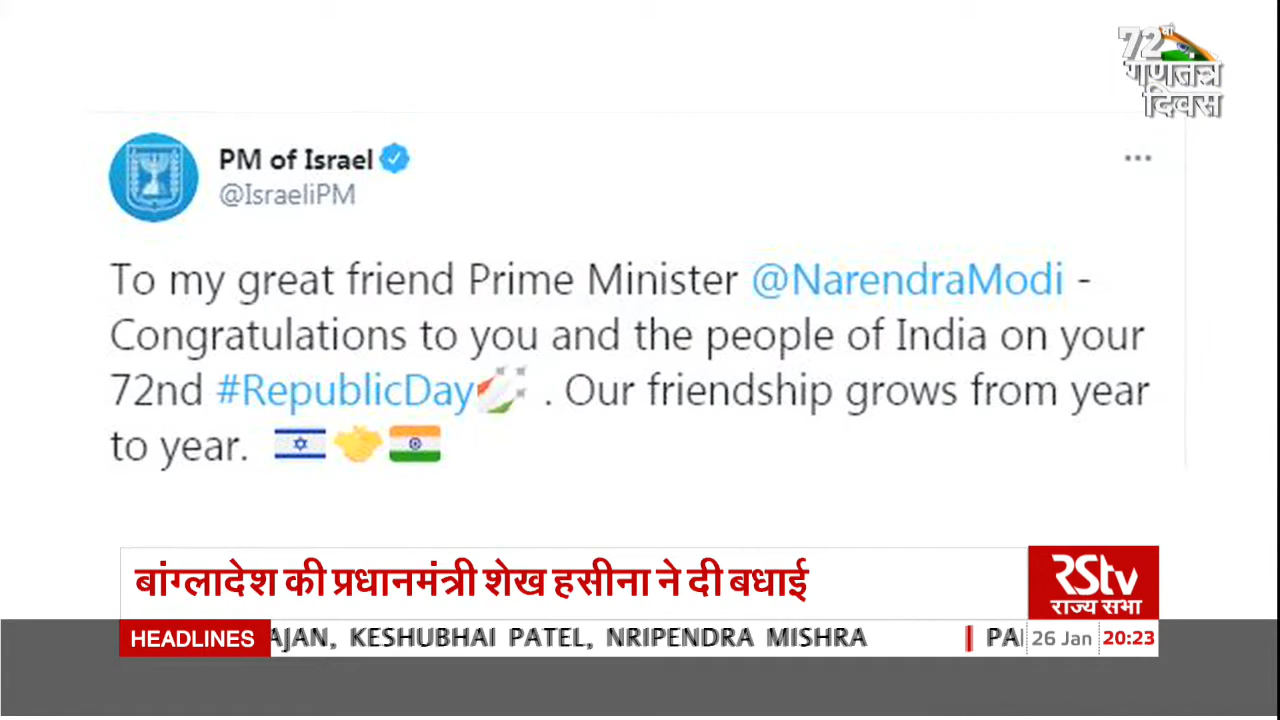 72वां
गणतंत्र
दिवस
PM of Israel
@IsraeliPM
To my great friend Prime Minister @NarendraModi -
Congratulations to you and the people of India on your
72nd #RepublicDay . Our friendship grows from year
to year.
बांग्लादेश की प्रधानमंत्री शेख हसीना ने दी बधाई
RSTV
राज्य सभा
HEADLINES AJAN, KESHUBHAI PATEL, NRIPENDRA MISHRA 26 Jan 20:23